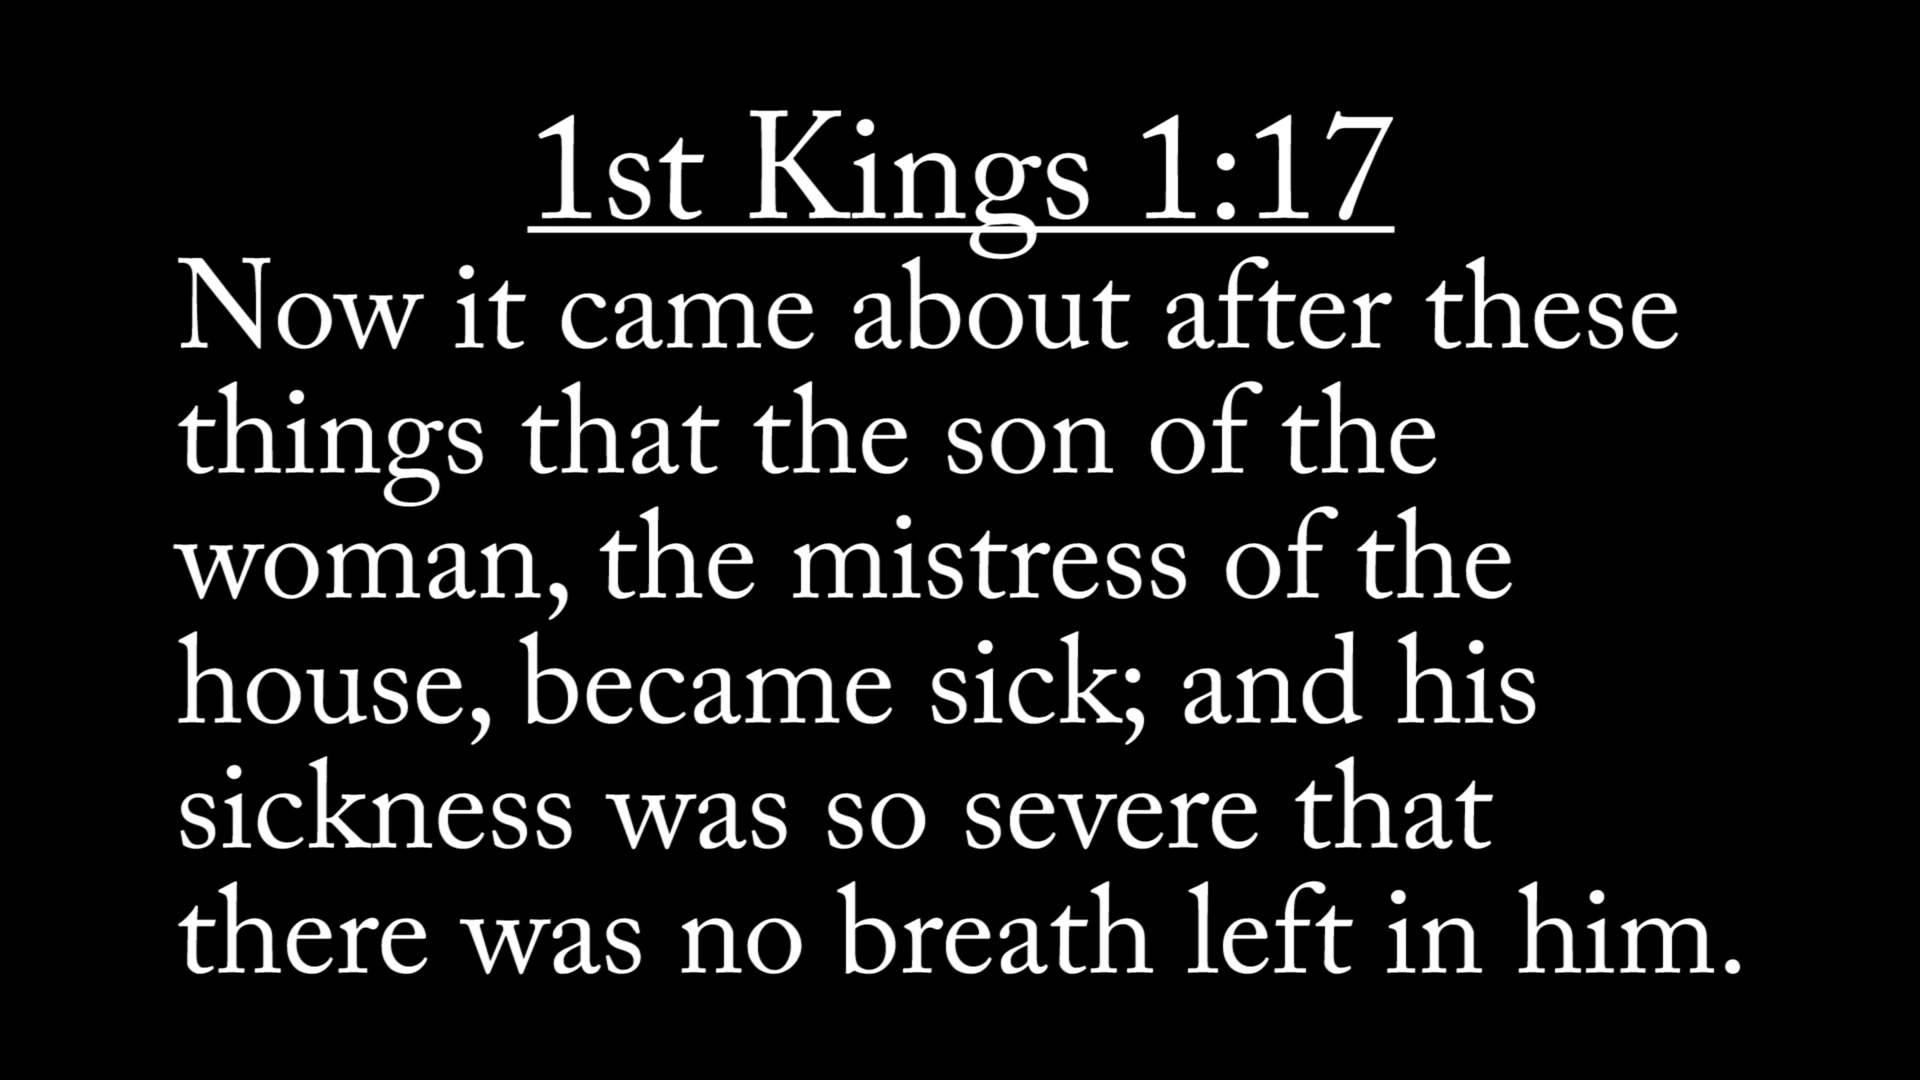 1st Kings 1:17
Now it came about after these
things that the son of the
woman, the mistress of the
house, became sick; and his
sickness was so severe that
there was no breath left in him.